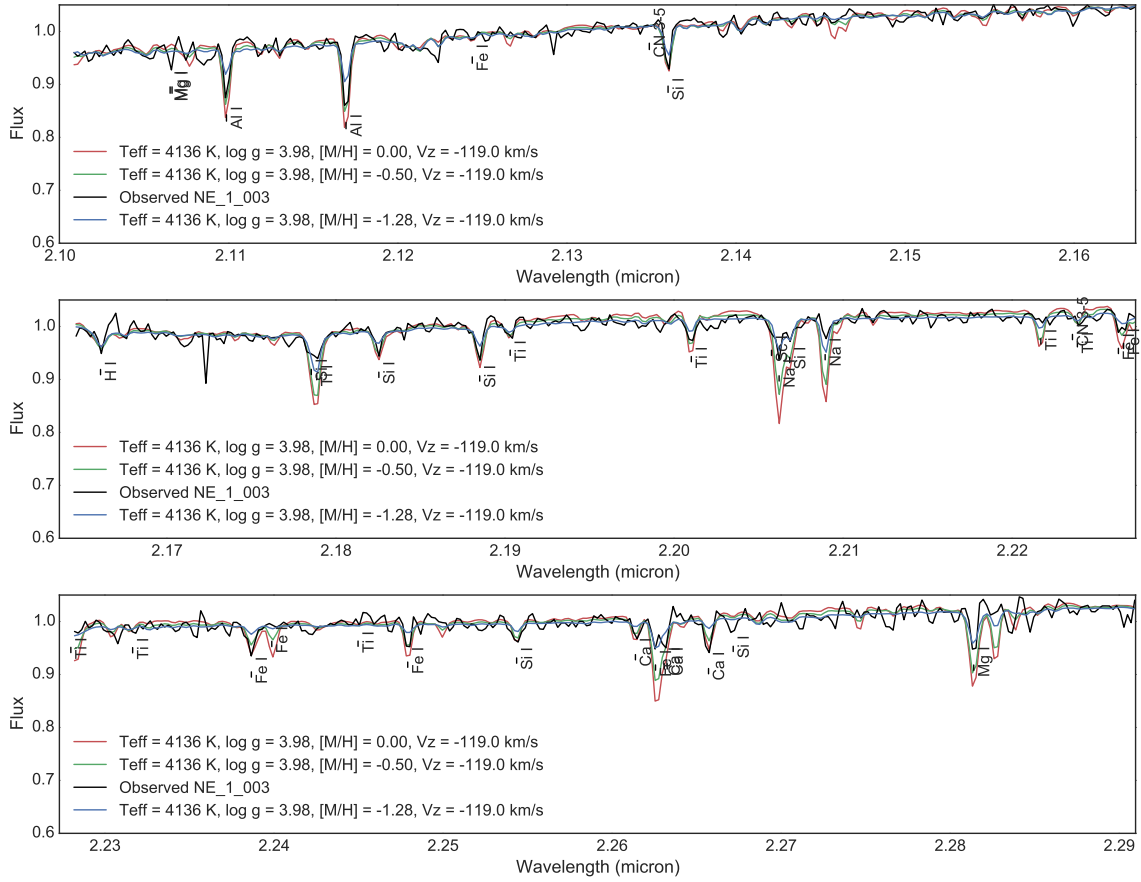 1.0
0.9
0.8
0.7
0.6
Flux
Mg I
Al I
Al I
Fe I
CN 3-5
Si I
Teff = 4136 K, log g = 3.98, [M/H] = 0.00, Vz = -119.0 km/s
Teff = 4136 K, log g = 3.98, [M/H] = -0.50, Vz = -119.0 km/s
Observed NE_1_003
Teff = 4136 K, log g = 3.98, [M/H] = -1.28, Vz = -119.0 km/s
2.10 2.11 2.12 2.13 2.14 2.15 2.16
Wavelength (micron)
1.0
0.9
0.8
0.7
0.6
Flux
H I
Ti I
Si I
Si I
Ti I
Ti I
Sc I
Na I
Si I
Na I
Ti I
CN 3-5
Ti I
Fe I
Fe I
Teff = 4136 K, log g = 3.98, [M/H] = 0.00, Vz = -119.0 km/s
Teff = 4136 K, log g = 3.98, [M/H] = -0.50, Vz = -119.0 km/s
Observed NE_1_003
Teff = 4136 K, log g = 3.98, [M/H] = -1.28, Vz = -119.0 km/s
2.17 2.18 2.19 2.20 2.21 2.22
Wavelength (micron)
1.0
0.9
0.8
0.7
0.6
Flux
Ti I
Ti I
Fe I
Fe I
Ti I
Fe I
Si I
Ca I
Fe I
Ca I
Ca I
Si I
Mg I
Teff = 4136 K, log g = 3.98, [M/H] = 0.00, Vz = -119.0 km/s
Teff = 4136 K, log g = 3.98, [M/H] = -0.50, Vz = -119.0 km/s
Observed NE_1_003
Teff = 4136 K, log g = 3.98, [M/H] = -1.28, Vz = -119.0 km/s
2.23 2.24 2.25 2.26 2.27 2.28 2.29
Wavelength (micron)